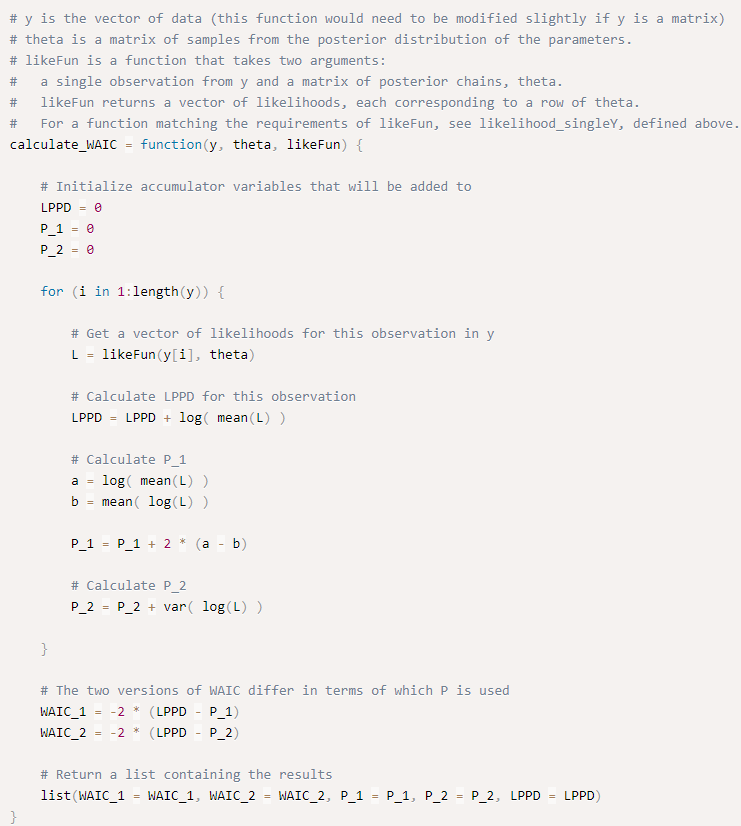 # y is the vector of data (this function would need to be modified slightly if y is a matrix)
# theta is a matrix of samples from the posterior distribution of the parameters.
# likeFun is a function that takes two arguments:
#   a single observation from y and a matrix of posterior chains, theta.
#   likeFun returns a vector of likelihoods, each corresponding to a row of theta.
#   For a function matching the requirements of likeFun, see likelihood_singleY, defined above.
calculate_WAIC = function(y, theta, likeFun) {
    # Initialize accumulator variables that will be added to
    LPPD = 0
    P_1 = 0
    P_2 = 0
    for (i in 1:length(y)) {
        # Get a vector of likelihoods for this observation in y
        L = likeFun(y[i], theta)
        # Calculate LPPD for this observation
        LPPD = LPPD + log( mean(L) )
        # Calculate P_1
        a = log( mean(L) )
        b = mean( log(L) )
        P_1 = P_1 + 2 * (a - b)
        # Calculate P_2
        P_2 = P_2 + var( log(L) )
    }
    # The two versions of WAIC differ in terms of which P is used
    WAIC_1 = -2 * (LPPD - P_1)
    WAIC_2 = -2 * (LPPD - P_2)
    # Return a list containing the results
    list(WAIC_1 = WAIC_1, WAIC_2 = WAIC_2, P_1 = P_1, P_2 = P_2, LPPD = LPPD)
}